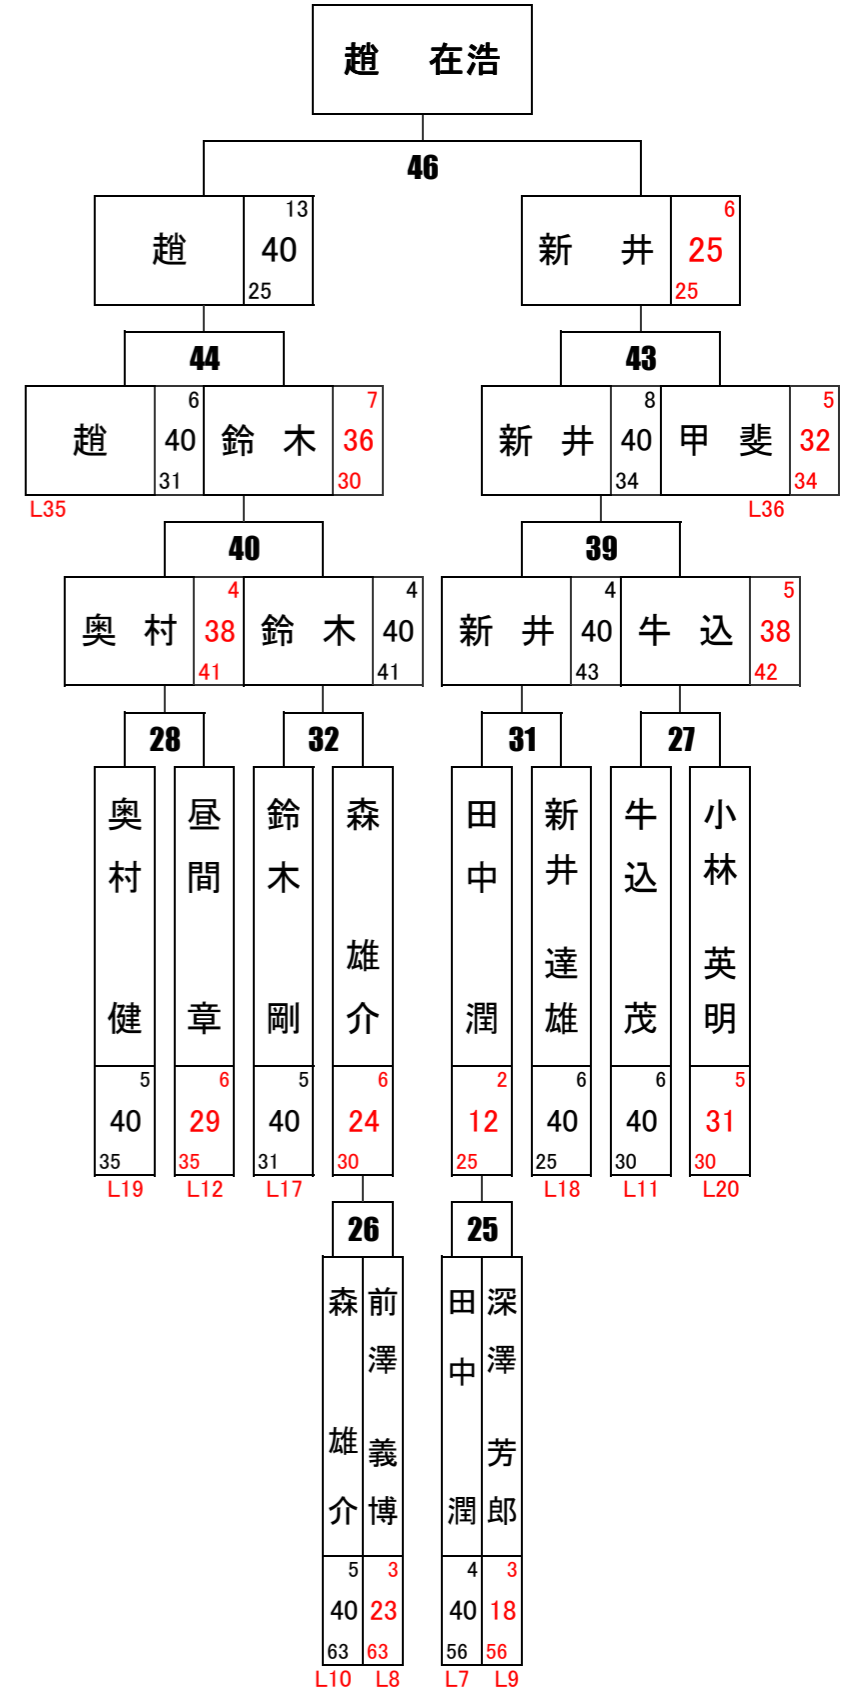 趙 在浩
46
趙 13 40 25
新井 6 25 25
44
43
趙 6 40 31
鈴木 7 36 30
新井 8 40 34
甲斐 5 32 34
L35
L36
40
39
奥村 4 38 41
鈴木 4 40 41
新井 4 40 43
牛込 5 38 42
28
32
31
27
奥村 健
昼間 章
鈴木 剛
森 雄介
田中 潤
新井 達雄
牛込 茂
小林 英明
5 40 35
6 29 35
5 40 31
6 24 30
2 12 25
6 40 25
6 40 30
5 31 30
L19
L12
L17
L18
L11
L20
26
25
森 雄介
前澤 義博
田中 潤
深澤 芳郎
5 40 63
3 23 63
4 40 56
3 18 56
L10
L8
L7
L9